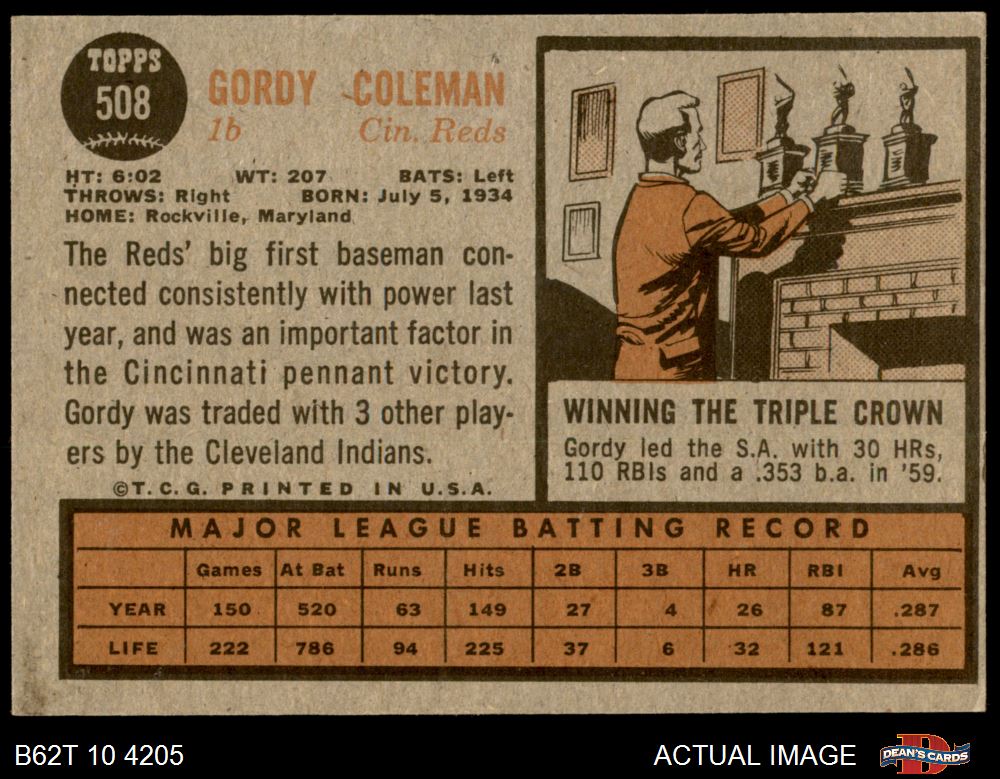 TOPPS
508
GORDY COLEMAN
1b Cin. Reds
HT: 6:02 WT: 207 BATS: Left
THROWS: Right BORN: July 5, 1934
HOME: Rockville, Maryland
The Reds' big first baseman con-
nected consistently with power last
year, and was an important factor in
the Cincinnati pennant victory.
Gordy was traded with 3 other play-
ers by the Cleveland Indians.
©T.C.G. PRINTED IN U.S.A.
WINNING THE TRIPLE CROWN
Gordy led the S.A. with 30 HRs,
110 RBIs and a .353 b.a. in '59.
MAJOR LEAGUE BATTING RECORD
Games At Bat Runs Hits 2B 3B HR RBI Avg
YEAR 150 520 63 149 27 4 26 87 .287
LIFE 222 786 94 225 37 6 32 121 .286
B62T 10 4205
ACTUAL IMAGE
D
DEAN'S CARDS